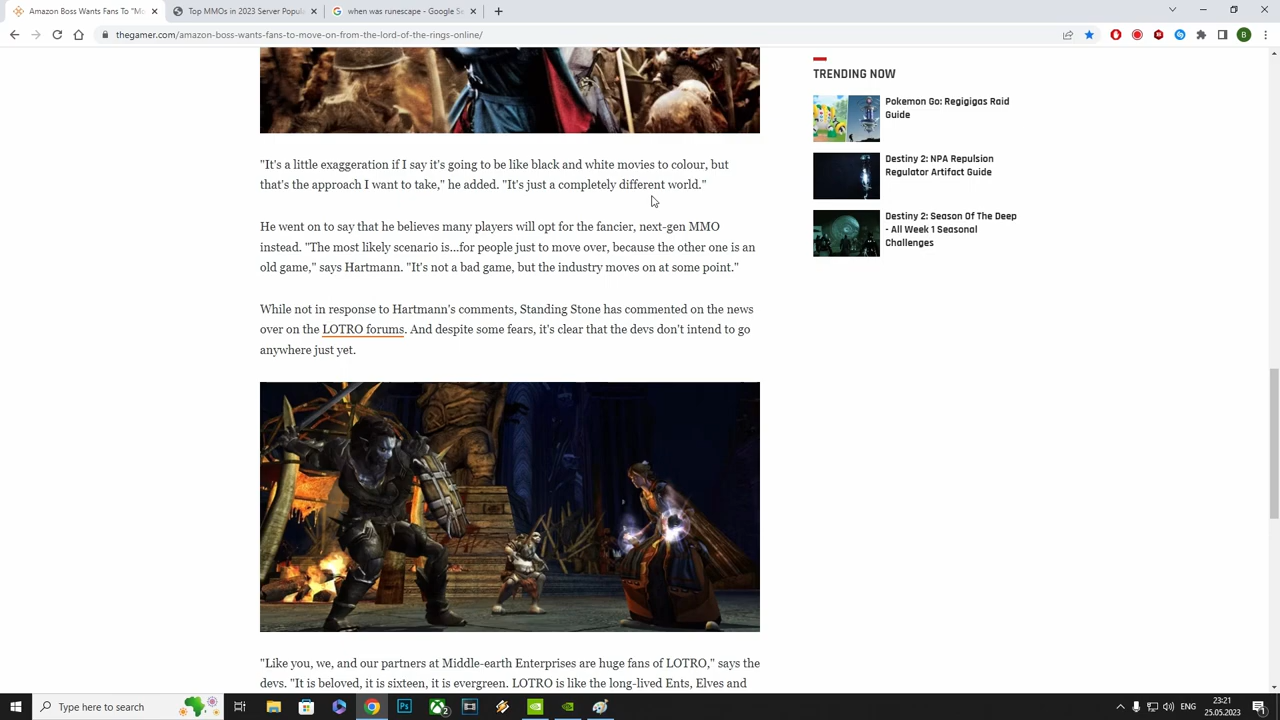 Amazon Boss Wants Fans To "Mo
Top MMOs in 2023 Popula
when was runescape - Google Se
thegamer.com/amazon-boss-wants-fans-to-move-on-from-the-lord-of-the-rings-online/
B
"It's a little exaggeration if I say it's going to be like black and white movies to colour, but
that's the approach I want to take," he added. "It's just a completely different world."
He went on to say that he believes many players will opt for the fancier, next-gen MMO
instead. "The most likely scenario is...for people just to move over, because the other one is an
old game," says Hartmann. "It's not a bad game, but the industry moves on at some point."
While not in response to Hartmann's comments, Standing Stone has commented on the news
over on the LOTRO forums. And despite some fears, it's clear that the devs don't intend to go
anywhere just yet.
"Like you, we, and our partners at Middle-earth Enterprises are huge fans of LOTRO," says the
devs. "It is beloved, it is sixteen, it is evergreen. LOTRO is like the long-lived Ents, Elves and
TRENDING NOW
Pokemon Go: Regigigas Raid
Guide
Destiny 2: NPA Repulsion
Regulator Artifact Guide
Destiny 2: Season Of The Deep
- All Week 1 Seasonal
Challenges
Type here to search
Ps
ENG
23:21
25.05.2023